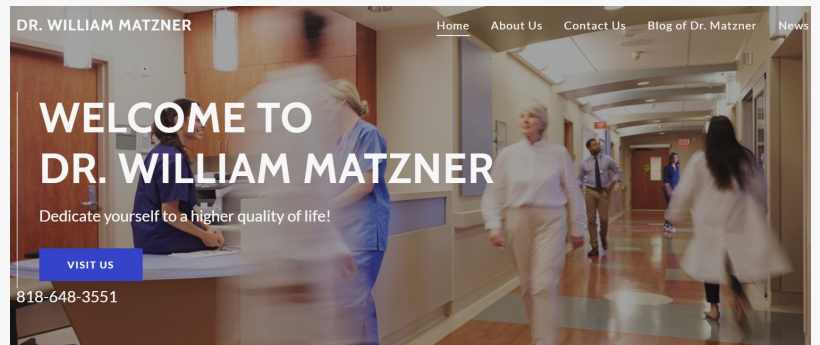 DR. WILLIAM MATZNER
Home About Us Contact Us Blog of Dr. Matzner News
WELCOME TO
DR. WILLIAM MATZNER
Dedicate yourself to a higher quality of life!
VISIT US
818-648-3551